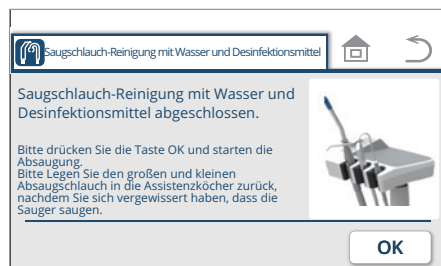 Saugschlauch-Reinigung mit Wasser und Desinfektionsmittel
Saugschlauch-Reinigung mit Wasser und
Desinfektionsmittel abgeschlossen.
Bitte drücken Sie die Taste OK und starten die
Absaugung.
Bitte Legen Sie den großen und kleinen
Absaugschlauch in die Assistenzköcher zurück,
nachdem Sie sich vergewissert haben, dass die
Sauger saugen.
OK